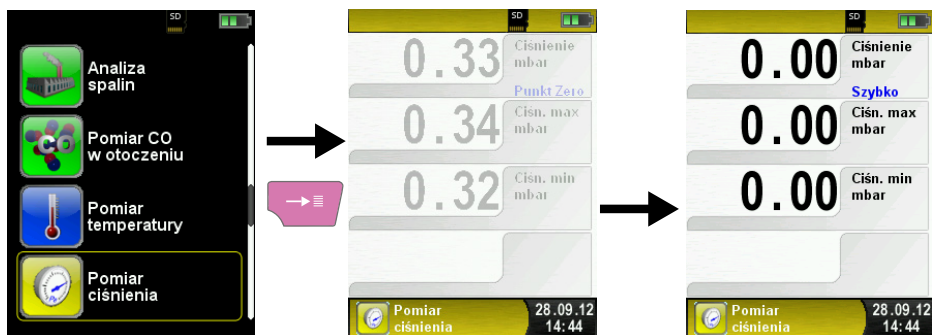 SD
Analiza
spalin
CO
Pomiar CO
w otoczeniu
Pomiar
temperatury
Pomiar
ciśnienia
SD
0.33 Ciśnienie
mbar
Punkt Zero
0.34 Ciśn. max
mbar
0.32 Ciśn. min
mbar
Pomiar
ciśnienia
28.09.12
14:44
SD
0.00 Ciśnienie
mbar
Szybko
0.00 Ciśn. max
mbar
0.00 Ciśn. min
mbar
Pomiar
ciśnienia
28.09.12
14:44